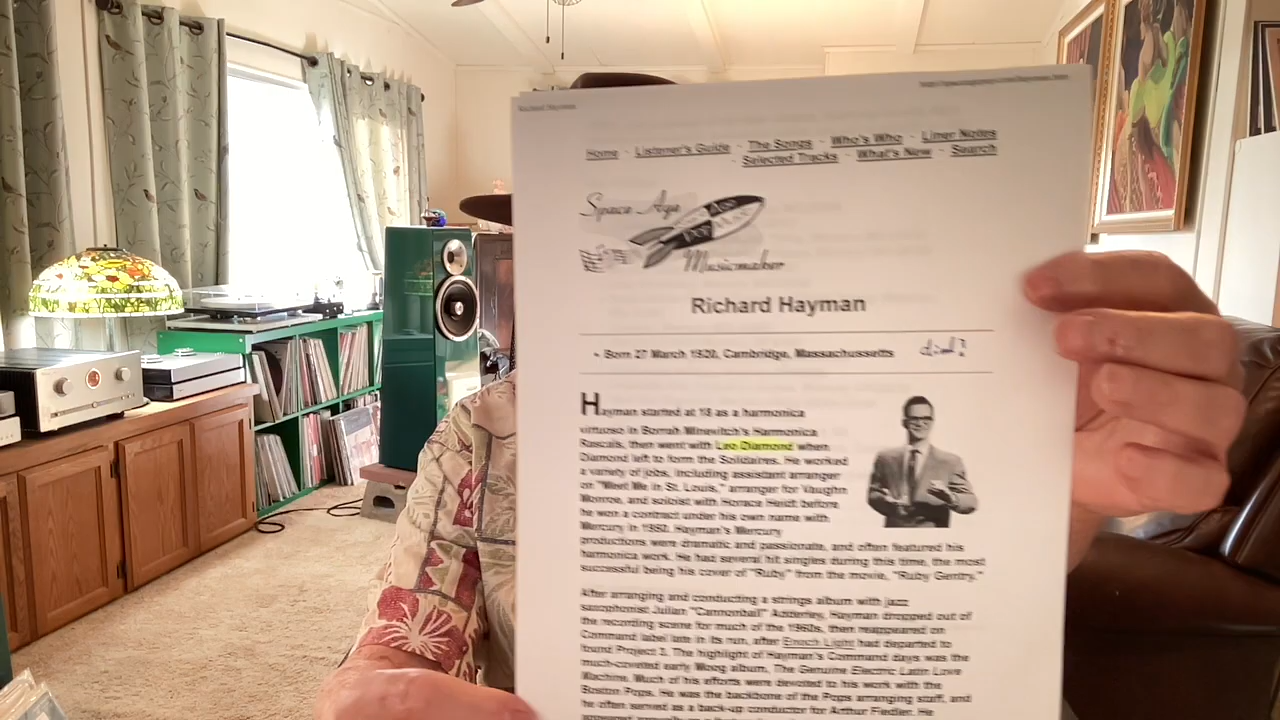 Richard Hayman
Home - Listener's Guide - The Songs - Who's Who - Liner Notes
- Selected Tracks - What's New - Search
Space Age
Musicmaker
Richard Hayman
• Born 27 March 1920, Cambridge, Massachusetts died?
Hayman started at 18 as a harmonica
virtuoso in Borrah Minevitch's Harmonica
Rascals, then went with Leo Diamond when
Diamond left to form the Solidaires. He worked
a variety of jobs, including assistant arranger
on "Meet Me in St. Louis," arranger for Vaughn
Monroe, and soloist with Horace Heidt before
he won a contract under his own name with
Mercury in 1950. Hayman's Mercury
productions were dramatic and passionate, and often featured his
harmonica work. He had several hit singles during this time, the most
successful being his cover of "Ruby" from the movie, "Ruby Gentry."
After arranging and conducting a strings album with jazz
saxophonist Julian "Cannonball" Adderley, Hayman dropped out of
the recording scene for much of the 1960s, then reappeared on
Command label late in its run, after Enoch Light had departed to
found Project 3. The highlight of Hayman's Command days was the
much-coveted early Moog album, The Genuine Electric Latin Love
Machine. Much of his efforts were devoted to his work with the
Boston Pops. He was the backbone of the Pops arranging staff, and
he often served as a back-up conductor for Arthur Fiedler. He